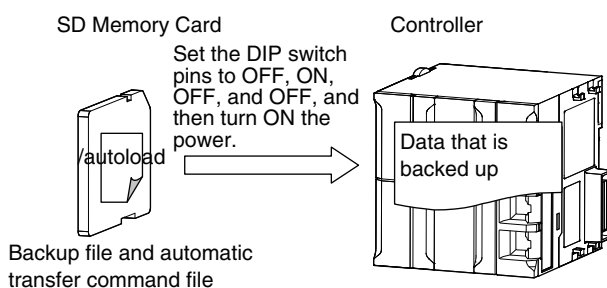 SD Memory Card
Controller
Set the DIP switch
pins to OFF, ON,
OFF, and OFF, and
then turn ON the
power.
/autoload
Data that is
backed up
Backup file and automatic
transfer command file